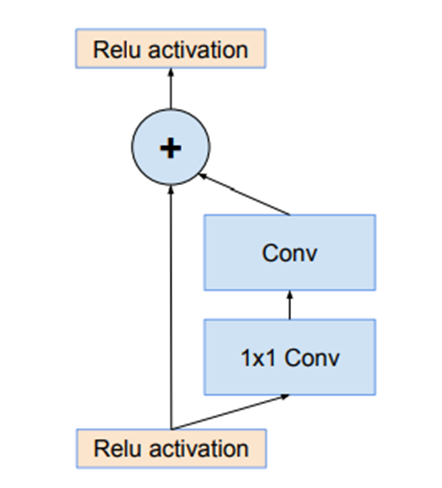 Relu activation
+
Conv
1x1 Conv
Relu activation